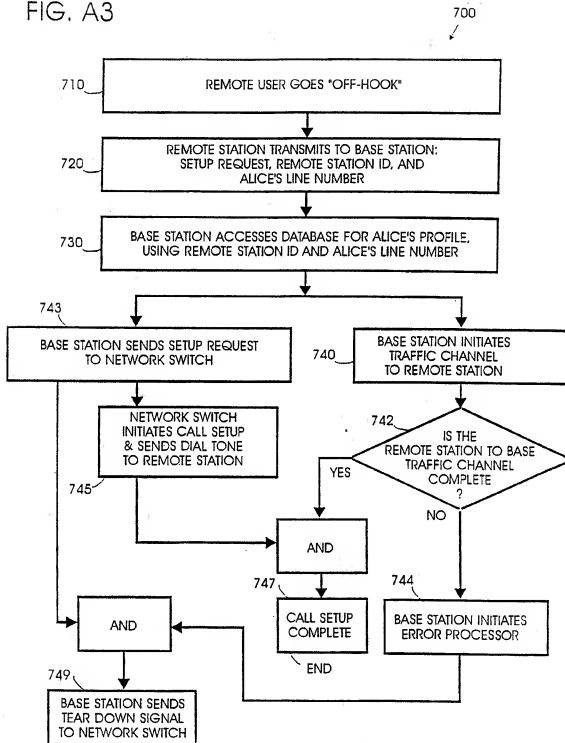 FIG. A3
700
710
REMOTE USER GOES "OFF-HOOK"
720
REMOTE STATION TRANSMITS TO BASE STATION:
SETUP REQUEST, REMOTE STATION ID, AND
ALICE'S LINE NUMBER
730
BASE STATION ACCESSES DATABASE FOR ALICE'S PROFILE,
USING REMOTE STATION ID AND ALICE'S LINE NUMBER
743
BASE STATION SENDS SETUP REQUEST
TO NETWORK SWITCH
740
BASE STATION INITIATES
TRAFFIC CHANNEL
TO REMOTE STATION
NETWORK SWITCH
INITIATES CALL SETUP
& SENDS DIAL TONE
TO REMOTE STATION
745
742
IS THE
REMOTE STATION TO BASE
TRAFFIC CHANNEL
COMPLETE
?
YES
NO
AND
747
CALL SETUP
COMPLETE
END
744
BASE STATION INITIATES
ERROR PROCESSOR
AND
749
BASE STATION SENDS
TEAR DOWN SIGNAL
TO NETWORK SWITCH